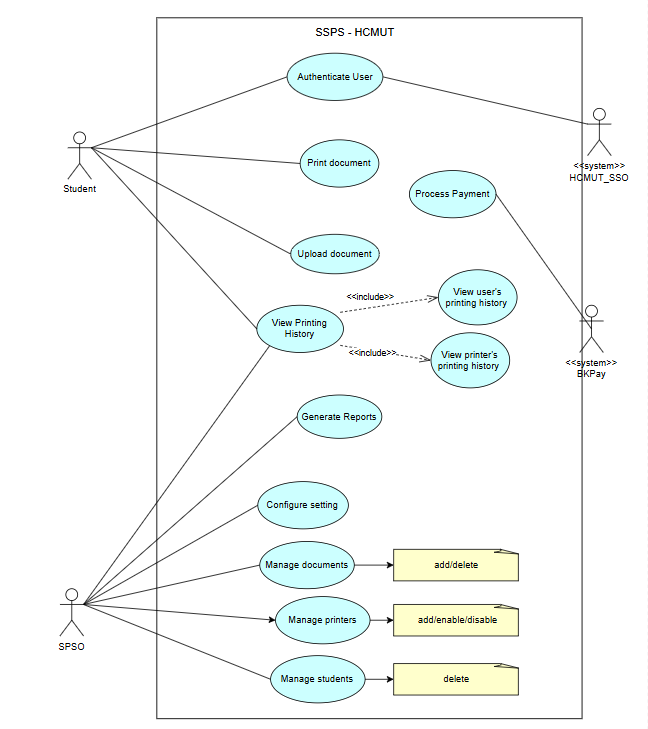 SSPS - HCMUT
Authenticate User
Student
Print document
<<system>>
HCMUT_SSO
Process Payment
Upload document
<<include>>
View user's
printing history
View Printing
History
<<include>>
View printer's
printing history
<<system>>
BKPay
Generate Reports
Configure setting
Manage documents
add/delete
SPSO
Manage printers
add/enable/disable
Manage students
delete